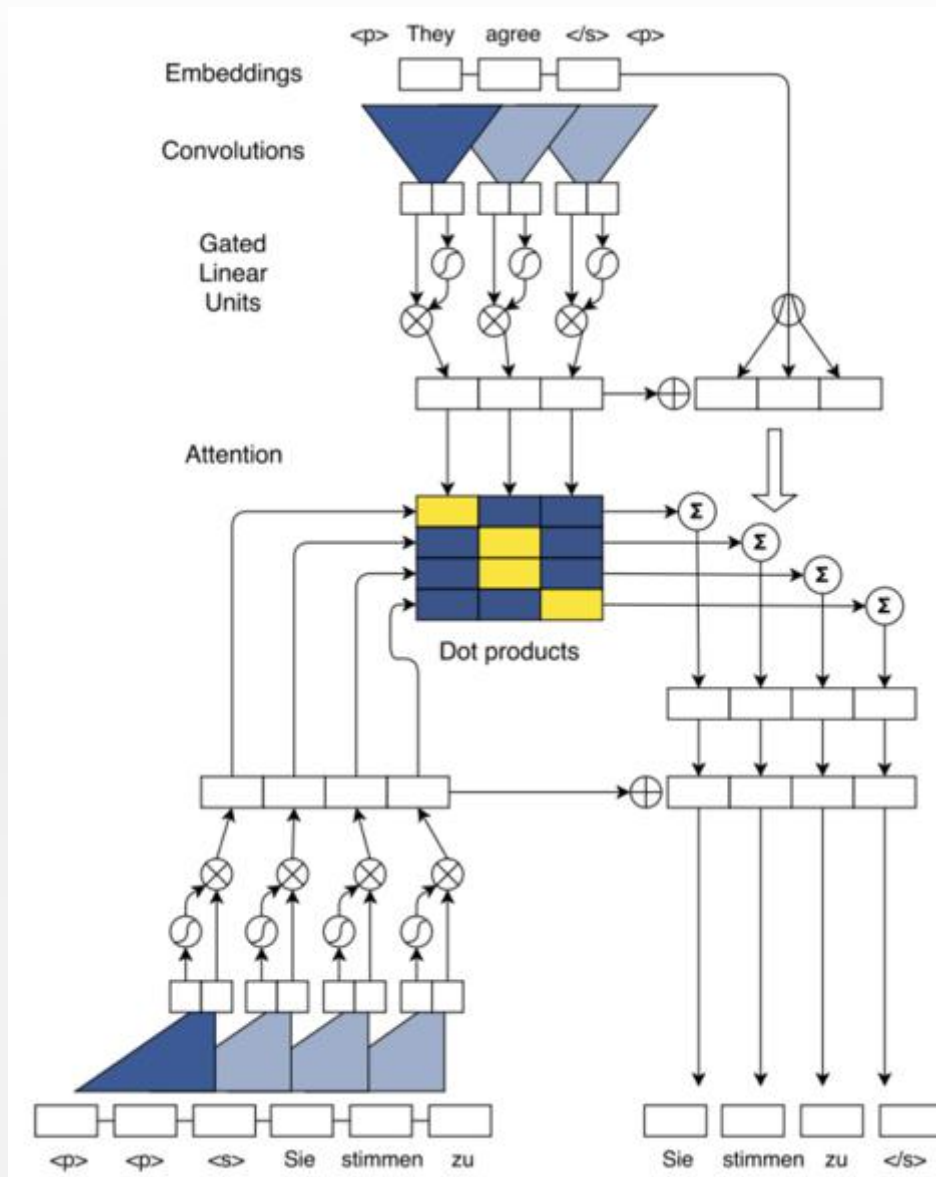 <p> They agree </s> <p>
Embeddings
Convolutions
Gated
Linear
Units
Attention
Σ
Σ
Σ
Σ
Dot products
<p> <p> <s> Sie stimmen zu
Sie stimmen zu </s>